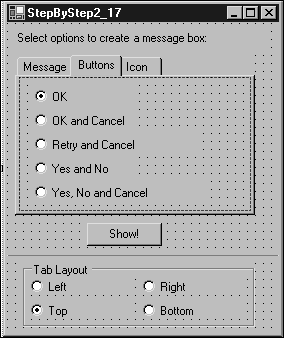 StepByStep2_17
Select options to create a message box:
Message Buttons Icon
OK
OK and Cancel
Retry and Cancel
Yes and No
Yes, No and Cancel
Show!
Tab Layout
Left Right
Top Bottom